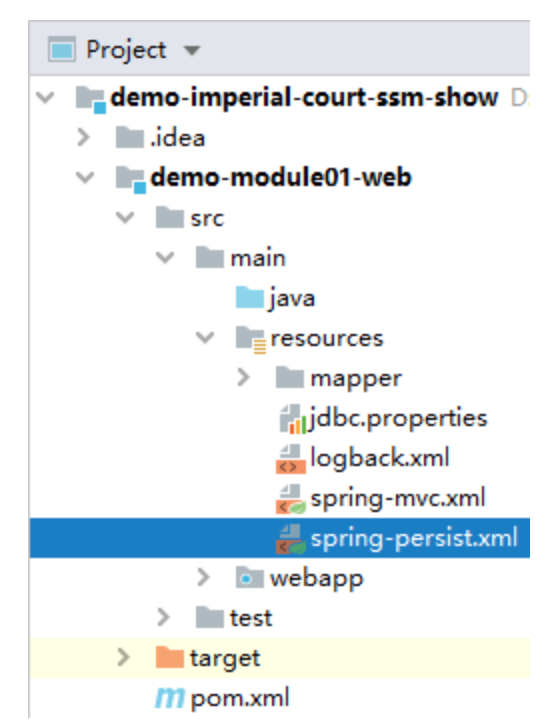 Project
demo-imperial-court-ssm-show D:
.idea
demo-module01-web
src
main
java
resources
mapper
jdbc.properties
logback.xml
spring-mvc.xml
spring-persist.xml
webapp
test
target
pom.xml